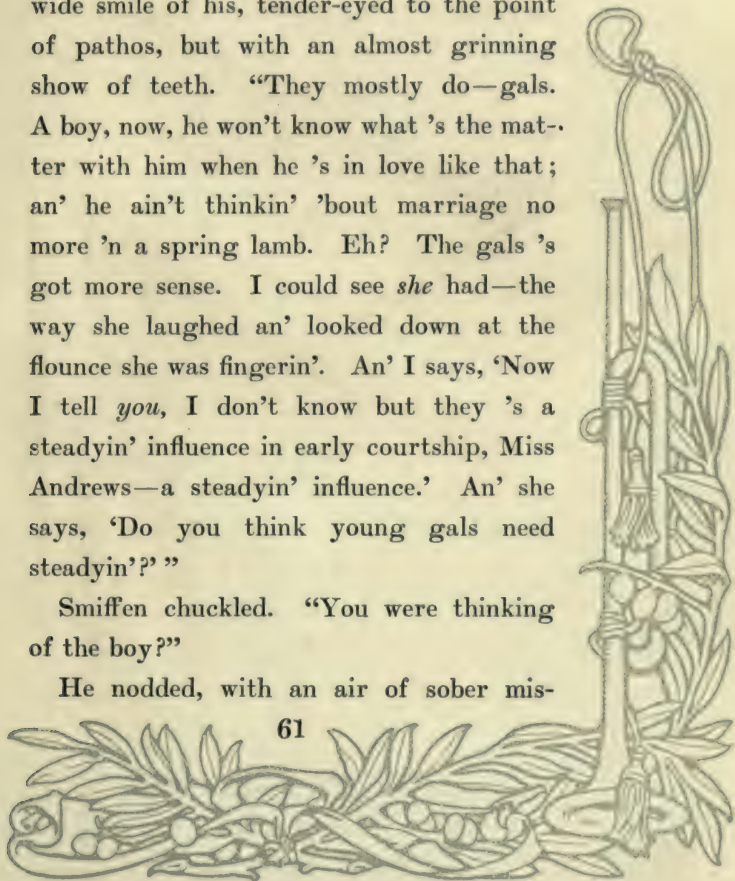 wide smile of his, tender-eyed to the point
of pathos, but with an almost grinning
show of teeth. “They mostly do—gals.
A boy, now, he won’t know what ’s the mat-
ter with him when he ’s in love like that;
an’ he ain’t thinkin’ ’bout marriage no
more ’n a spring lamb. Eh? The gals ’s
got more sense. I could see she had—the
way she laughed an’ looked down at the
flounce she was fingerin’. An’ I says, ‘Now
I tell you, I don’t know but they ’s a
steadyin’ influence in early courtship, Miss
Andrews—a steadyin’ influence.’ An’ she
says, ‘Do you think young gals need
steadyin’?’ ”
Smiffen chuckled. “You were thinking
of the boy?”
He nodded, with an air of sober mis-
61